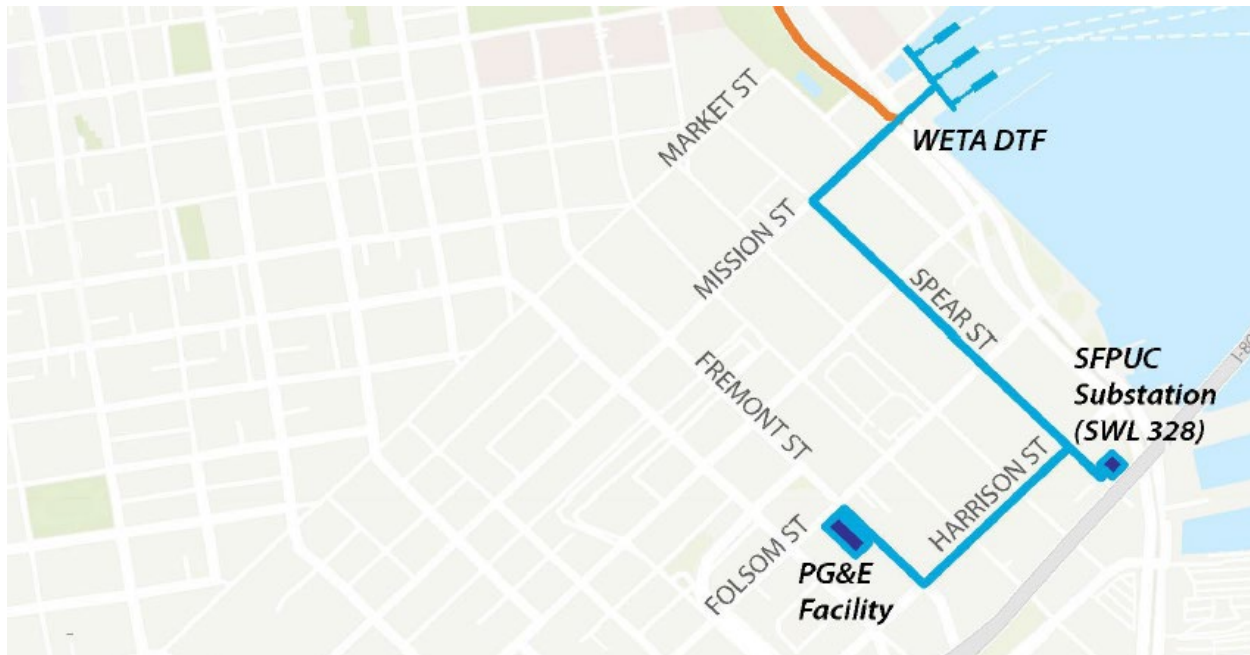 MARKET ST
WETA DTF
MISSION ST
SPEAR ST
SFPUC
Substation
(SWL 328)
FREMONT ST
HARRISON ST
FOLSOM ST
PG&E
Facility